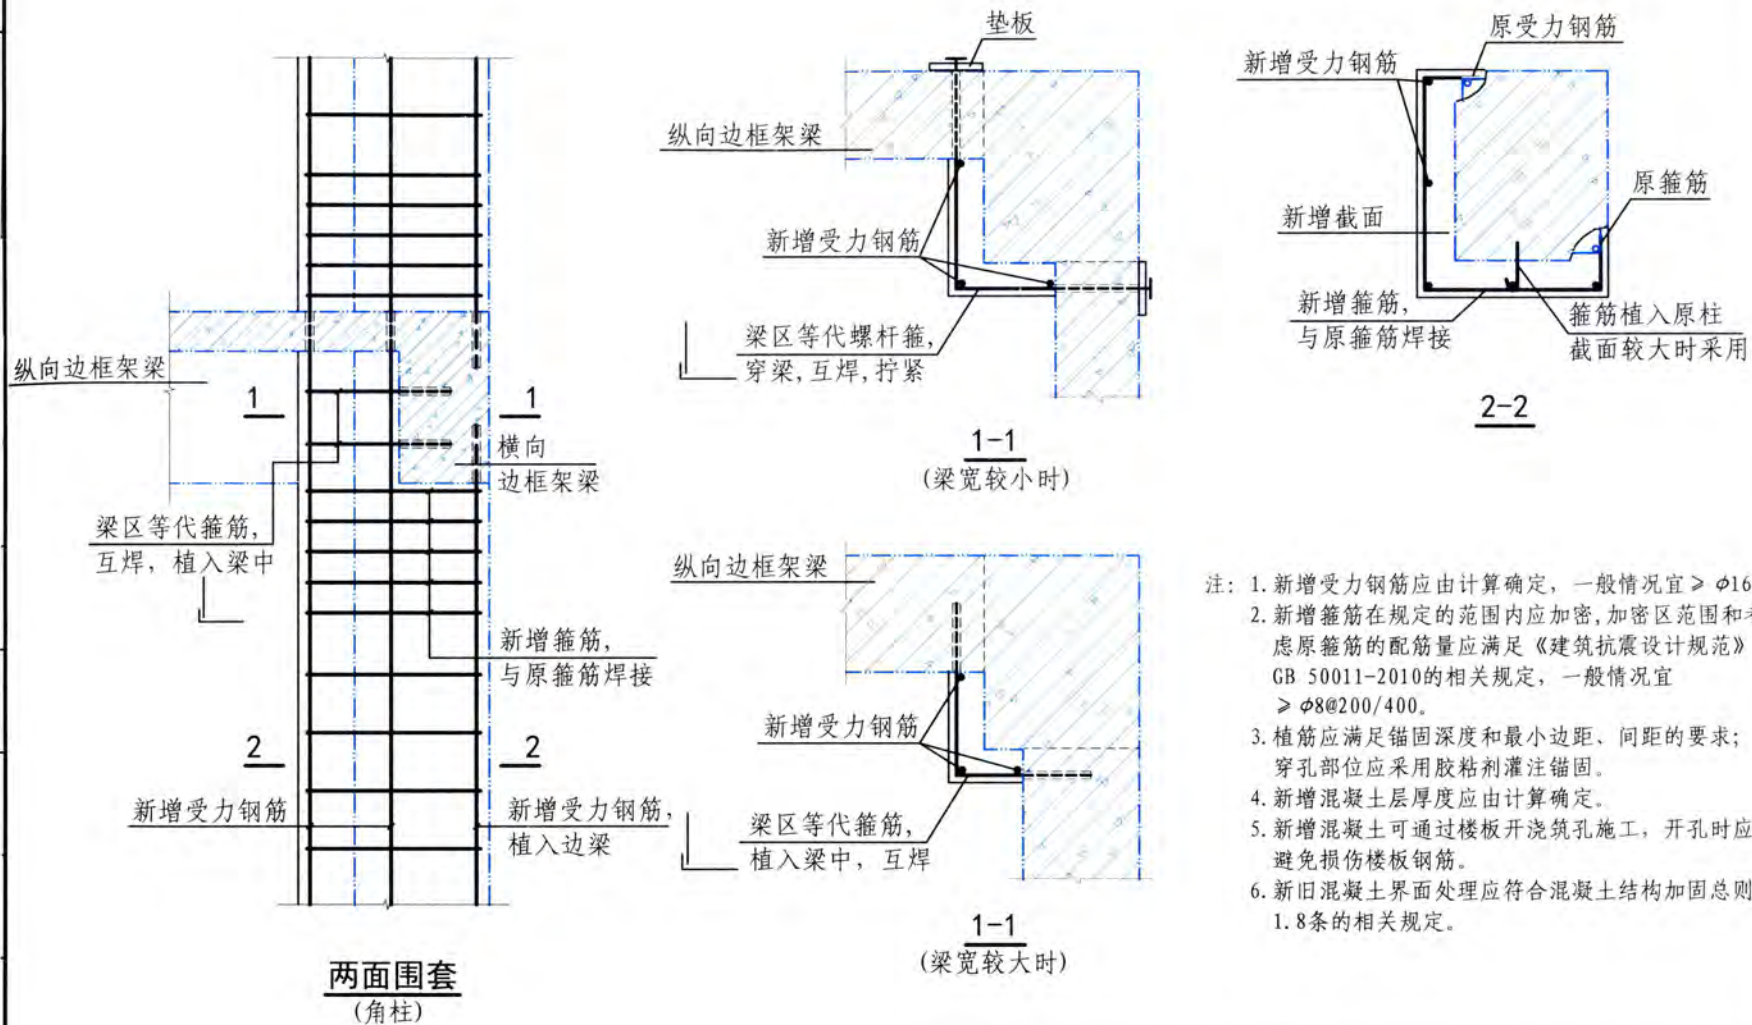 纵向边框架梁
1
1
横向
边框架梁
梁区等代箍筋,
互焊, 植入梁中
新增箍筋,
与原箍筋焊接
2
2
新增受力钢筋
新增受力钢筋,
植入边梁
两面围套
(角柱)
垫板
纵向边框架梁
新增受力钢筋
梁区等代螺杆箍,
穿梁,互焊,拧紧
1-1
(梁宽较小时)
纵向边框架梁
新增受力钢筋
梁区等代箍筋,
植入梁中, 互焊
1-1
(梁宽较大时)
原受力钢筋
新增受力钢筋
原箍筋
新增截面
新增箍筋,
与原箍筋焊接
箍筋植入原柱
截面较大时采用
2-2
注: 1.新增受力钢筋应由计算确定, 一般情况宜≥ φ16
2.新增箍筋在规定的范围内应加密,加密区范围和考
虑原箍筋的配筋量应满足《建筑抗震设计规范》
GB 50011-2010的相关规定, 一般情况宜
≥φ8@200/400。
3.植筋应满足锚固深度和最小边距、间距的要求;
穿孔部位应采用胶粘剂灌注锚固。
4.新增混凝土层厚度应由计算确定。
5.新增混凝土可通过楼板开浇筑孔施工, 开孔时应
避免损伤楼板钢筋。
6.新旧混凝土界面处理应符合混凝土结构加固总则
1.8条的相关规定。